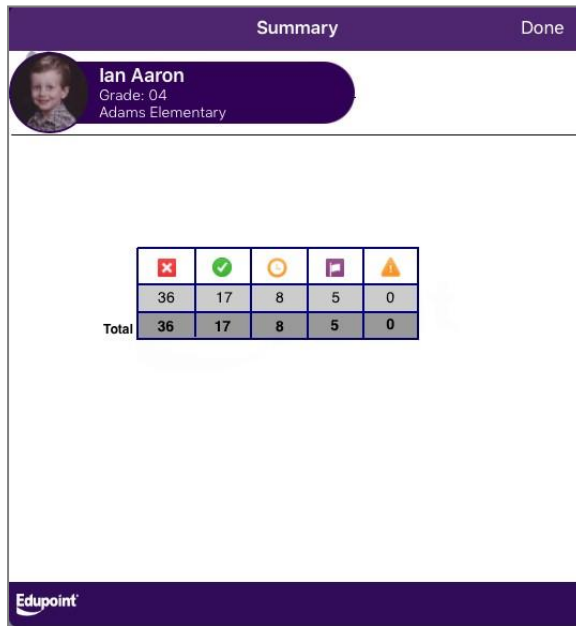 Summary Done
Ian Aaron
Grade: 04
Adams Elementary
36 17 8 5 0
Total 36 17 8 5 0
Edupoint